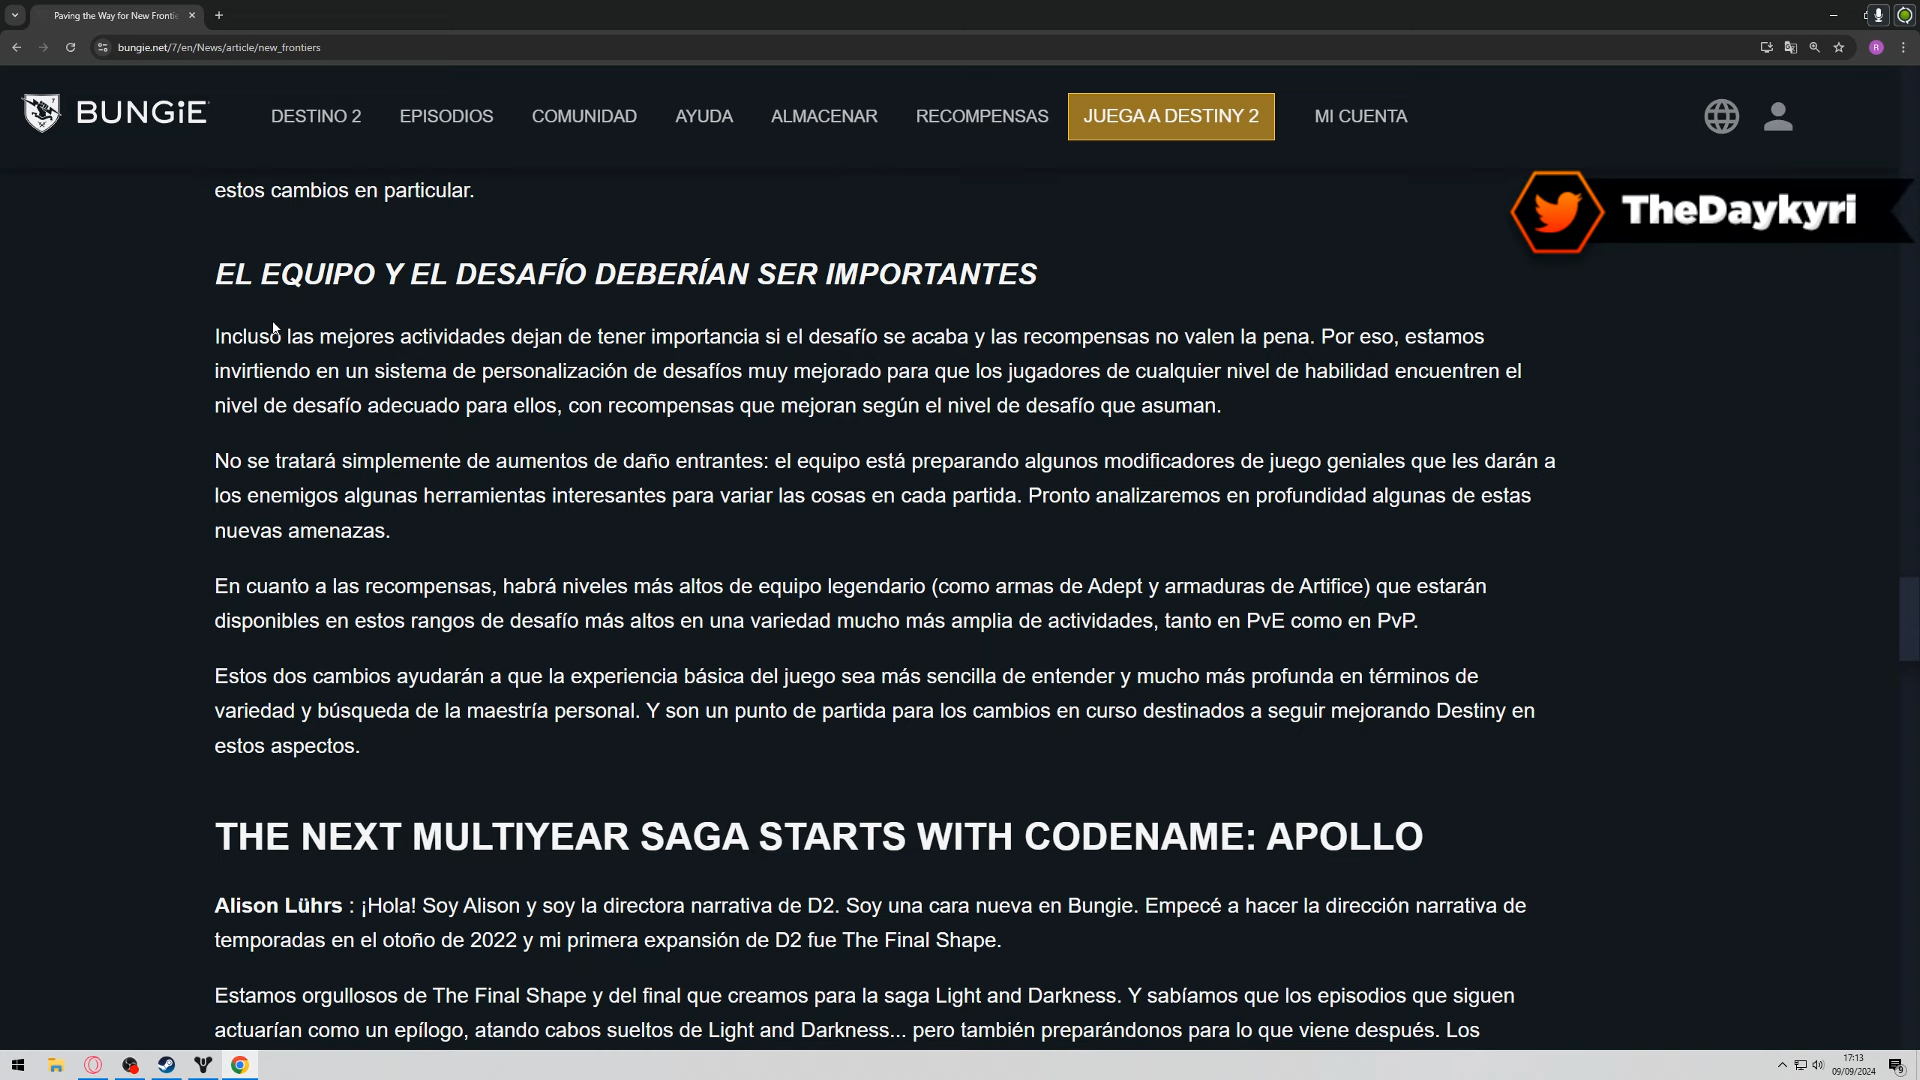 Paving the Way for New Frontie
bungie.net/7/en/News/article/new_frontiers
BUNGiE
DESTINO 2
EPISODIOS
COMUNIDAD
AYUDA
ALMACENAR
RECOMPENSAS
JUEGA A DESTINY 2
MI CUENTA
TheDaykyri
estos cambios en particular.
EL EQUIPO Y EL DESAFÍO DEBERÍAN SER IMPORTANTES
Incluso las mejores actividades dejan de tener importancia si el desafío se acaba y las recompensas no valen la pena. Por eso, estamos
invirtiendo en un sistema de personalización de desafíos muy mejorado para que los jugadores de cualquier nivel de habilidad encuentren el
nivel de desafío adecuado para ellos, con recompensas que mejoran según el nivel de desafío que asuman.
No se tratará simplemente de aumentos de daño entrantes: el equipo está preparando algunos modificadores de juego geniales que les darán a
los enemigos algunas herramientas interesantes para variar las cosas en cada partida. Pronto analizaremos en profundidad algunas de estas
nuevas amenazas.
En cuanto a las recompensas, habrá niveles más altos de equipo legendario (como armas de Adept y armaduras de Artifice) que estarán
disponibles en estos rangos de desafío más altos en una variedad mucho más amplia de actividades, tanto en PvE como en PvP.
Estos dos cambios ayudarán a que la experiencia básica del juego sea más sencilla de entender y mucho más profunda en términos de
variedad y búsqueda de la maestría personal. Y son un punto de partida para los cambios en curso destinados a seguir mejorando Destiny en
estos aspectos.
THE NEXT MULTIYEAR SAGA STARTS WITH CODENAME: APOLLO
Alison Lührs : ¡Hola! Soy Alison y soy la directora narrativa de D2. Soy una cara nueva en Bungie. Empecé a hacer la dirección narrativa de
temporadas en el otoño de 2022 y mi primera expansión de D2 fue The Final Shape.
Estamos orgullosos de The Final Shape y del final que creamos para la saga Light and Darkness. Y sabíamos que los episodios que siguen
actuarían como un epílogo, atando cabos sueltos de Light and Darkness... pero también preparándonos para lo que viene después. Los
17:13
09/09/2024